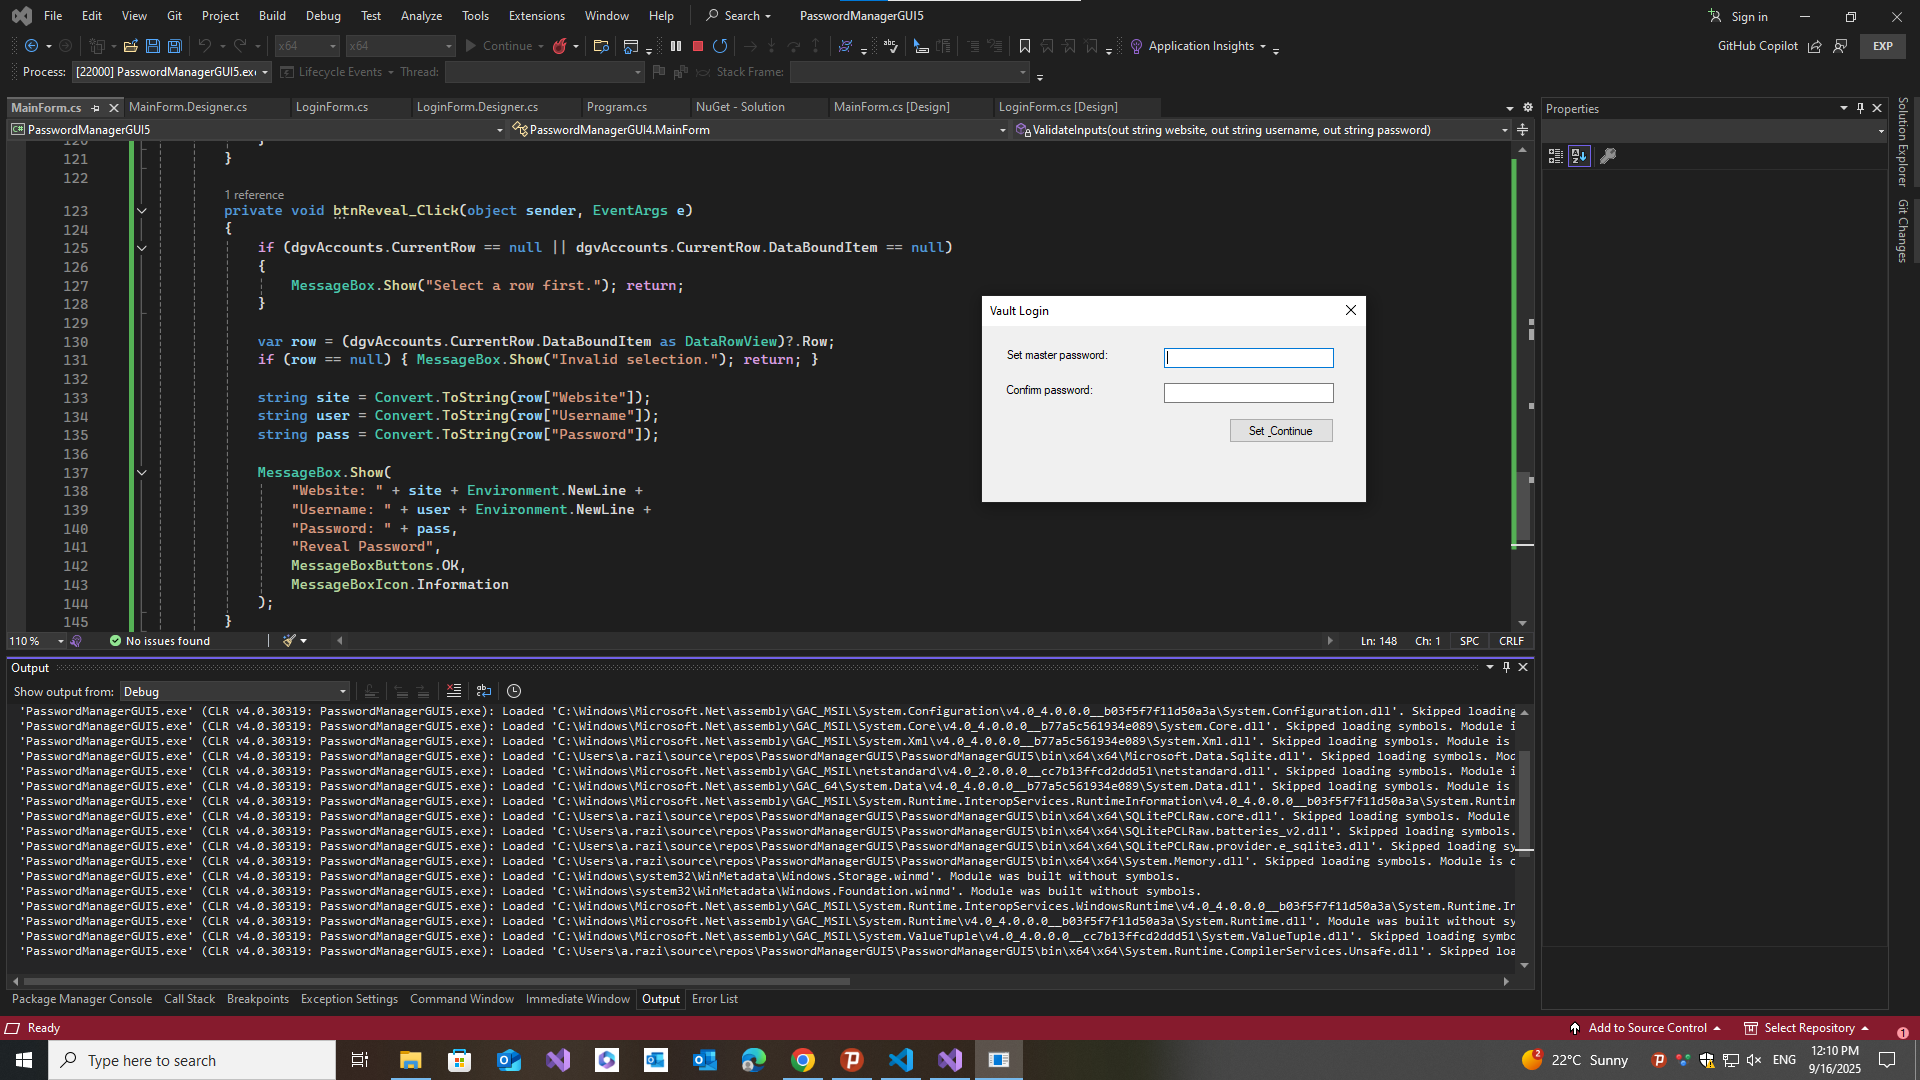 File Edit View Git Project Build Debug Test Analyze Tools Extensions Window Help Search PasswordManagerGUI5 Sign in
x64 x64 Continue Application Insights GitHub Copilot EXP
Process: [22000] PasswordManagerGUI5.exe Lifecycle Events Thread: Stack Frame:
MainForm.cs MainForm.Designer.cs LoginForm.cs LoginForm.Designer.cs Program.cs NuGet - Solution MainForm.cs [Design] LoginForm.cs [Design]
PasswordManagerGUI5 PasswordManagerGUI4.MainForm ValidateInputs(out string website, out string username, out string password)
120 }
121 }
122
1 reference
123 private void btnReveal_Click(object sender, EventArgs e)
124 {
125 if (dgvAccounts.CurrentRow == null || dgvAccounts.CurrentRow.DataBoundItem == null)
126 {
127 MessageBox.Show("Select a row first."); return;
128 }
129
130 var row = (dgvAccounts.CurrentRow.DataBoundItem as DataRowView)?.Row;
131 if (row == null) { MessageBox.Show("Invalid selection."); return; }
132
133 string site = Convert.ToString(row["Website"]);
134 string user = Convert.ToString(row["Username"]);
135 string pass = Convert.ToString(row["Password"]);
136
137 MessageBox.Show(
138 "Website: " + site + Environment.NewLine +
139 "Username: " + user + Environment.NewLine +
140 "Password: " + pass,
141 "Reveal Password",
142 MessageBoxButtons.OK,
143 MessageBoxIcon.Information
144 );
145 }
110 % No issues found Ln: 148 Ch: 1 SPC CRLF
Vault Login
Set master password:
Confirm password:
Set _Continue
Properties
Solution Explorer
Git Changes
Output
Show output from: Debug
'PasswordManagerGUI5.exe' (CLR v4.0.30319: PasswordManagerGUI5.exe): Loaded 'C:\Windows\Microsoft.Net\assembly\GAC_MSIL\System.Configuration\v4.0_4.0.0.0__b03f5f7f11d50a3a\System.Configuration.dll'. Skipped loading
'PasswordManagerGUI5.exe' (CLR v4.0.30319: PasswordManagerGUI5.exe): Loaded 'C:\Windows\Microsoft.Net\assembly\GAC_MSIL\System.Core\v4.0_4.0.0.0__b77a5c561934e089\System.Core.dll'. Skipped loading symbols. Module i
'PasswordManagerGUI5.exe' (CLR v4.0.30319: PasswordManagerGUI5.exe): Loaded 'C:\Windows\Microsoft.Net\assembly\GAC_MSIL\System.Xml\v4.0_4.0.0.0__b77a5c561934e089\System.Xml.dll'. Skipped loading symbols. Module is
'PasswordManagerGUI5.exe' (CLR v4.0.30319: PasswordManagerGUI5.exe): Loaded 'C:\Users\a.razi\source\repos\PasswordManagerGUI5\PasswordManagerGUI5\bin\x64\x64\Microsoft.Data.Sqlite.dll'. Skipped loading symbols. Moc
'PasswordManagerGUI5.exe' (CLR v4.0.30319: PasswordManagerGUI5.exe): Loaded 'C:\Windows\Microsoft.Net\assembly\GAC_MSIL\netstandard\v4.0_2.0.0.0__cc7b13ffcd2ddd51\netstandard.dll'. Skipped loading symbols. Module i
'PasswordManagerGUI5.exe' (CLR v4.0.30319: PasswordManagerGUI5.exe): Loaded 'C:\Windows\Microsoft.Net\assembly\GAC_64\System.Data\v4.0_4.0.0.0__b77a5c561934e089\System.Data.dll'. Skipped loading symbols. Module is
'PasswordManagerGUI5.exe' (CLR v4.0.30319: PasswordManagerGUI5.exe): Loaded 'C:\Windows\Microsoft.Net\assembly\GAC_MSIL\System.Runtime.InteropServices.RuntimeInformation\v4.0_4.0.0.0__b03f5f7f11d50a3a\System.Runtim
'PasswordManagerGUI5.exe' (CLR v4.0.30319: PasswordManagerGUI5.exe): Loaded 'C:\Users\a.razi\source\repos\PasswordManagerGUI5\PasswordManagerGUI5\bin\x64\x64\SQLitePCLRaw.core.dll'. Skipped loading symbols. Module
'PasswordManagerGUI5.exe' (CLR v4.0.30319: PasswordManagerGUI5.exe): Loaded 'C:\Users\a.razi\source\repos\PasswordManagerGUI5\PasswordManagerGUI5\bin\x64\x64\SQLitePCLRaw.batteries_v2.dll'. Skipped loading symbols.
'PasswordManagerGUI5.exe' (CLR v4.0.30319: PasswordManagerGUI5.exe): Loaded 'C:\Users\a.razi\source\repos\PasswordManagerGUI5\PasswordManagerGUI5\bin\x64\x64\SQLitePCLRaw.provider.e_sqlite3.dll'. Skipped loading sy
'PasswordManagerGUI5.exe' (CLR v4.0.30319: PasswordManagerGUI5.exe): Loaded 'C:\Users\a.razi\source\repos\PasswordManagerGUI5\PasswordManagerGUI5\bin\x64\x64\System.Memory.dll'. Skipped loading symbols. Module is c
'PasswordManagerGUI5.exe' (CLR v4.0.30319: PasswordManagerGUI5.exe): Loaded 'C:\Windows\system32\WinMetadata\Windows.Storage.winmd'. Module was built without symbols.
'PasswordManagerGUI5.exe' (CLR v4.0.30319: PasswordManagerGUI5.exe): Loaded 'C:\Windows\system32\WinMetadata\Windows.Foundation.winmd'. Module was built without symbols.
'PasswordManagerGUI5.exe' (CLR v4.0.30319: PasswordManagerGUI5.exe): Loaded 'C:\Windows\Microsoft.Net\assembly\GAC_MSIL\System.Runtime.InteropServices.WindowsRuntime\v4.0_4.0.0.0__b03f5f7f11d50a3a\System.Runtime.In
'PasswordManagerGUI5.exe' (CLR v4.0.30319: PasswordManagerGUI5.exe): Loaded 'C:\Windows\Microsoft.Net\assembly\GAC_MSIL\System.Runtime\v4.0_4.0.0.0__b03f5f7f11d50a3a\System.Runtime.dll'. Module was built without sy
'PasswordManagerGUI5.exe' (CLR v4.0.30319: PasswordManagerGUI5.exe): Loaded 'C:\Windows\Microsoft.Net\assembly\GAC_MSIL\System.ValueTuple\v4.0_4.0.0.0__cc7b13ffcd2ddd51\System.ValueTuple.dll'. Skipped loading symbo
'PasswordManagerGUI5.exe' (CLR v4.0.30319: PasswordManagerGUI5.exe): Loaded 'C:\Users\a.razi\source\repos\PasswordManagerGUI5\PasswordManagerGUI5\bin\x64\x64\System.Runtime.CompilerServices.Unsafe.dll'. Skipped loa
Package Manager Console Call Stack Breakpoints Exception Settings Command Window Immediate Window Output Error List
Ready Add to Source Control Select Repository 1
Type here to search 2 22°C Sunny ENG 12:10 PM
9/16/2025